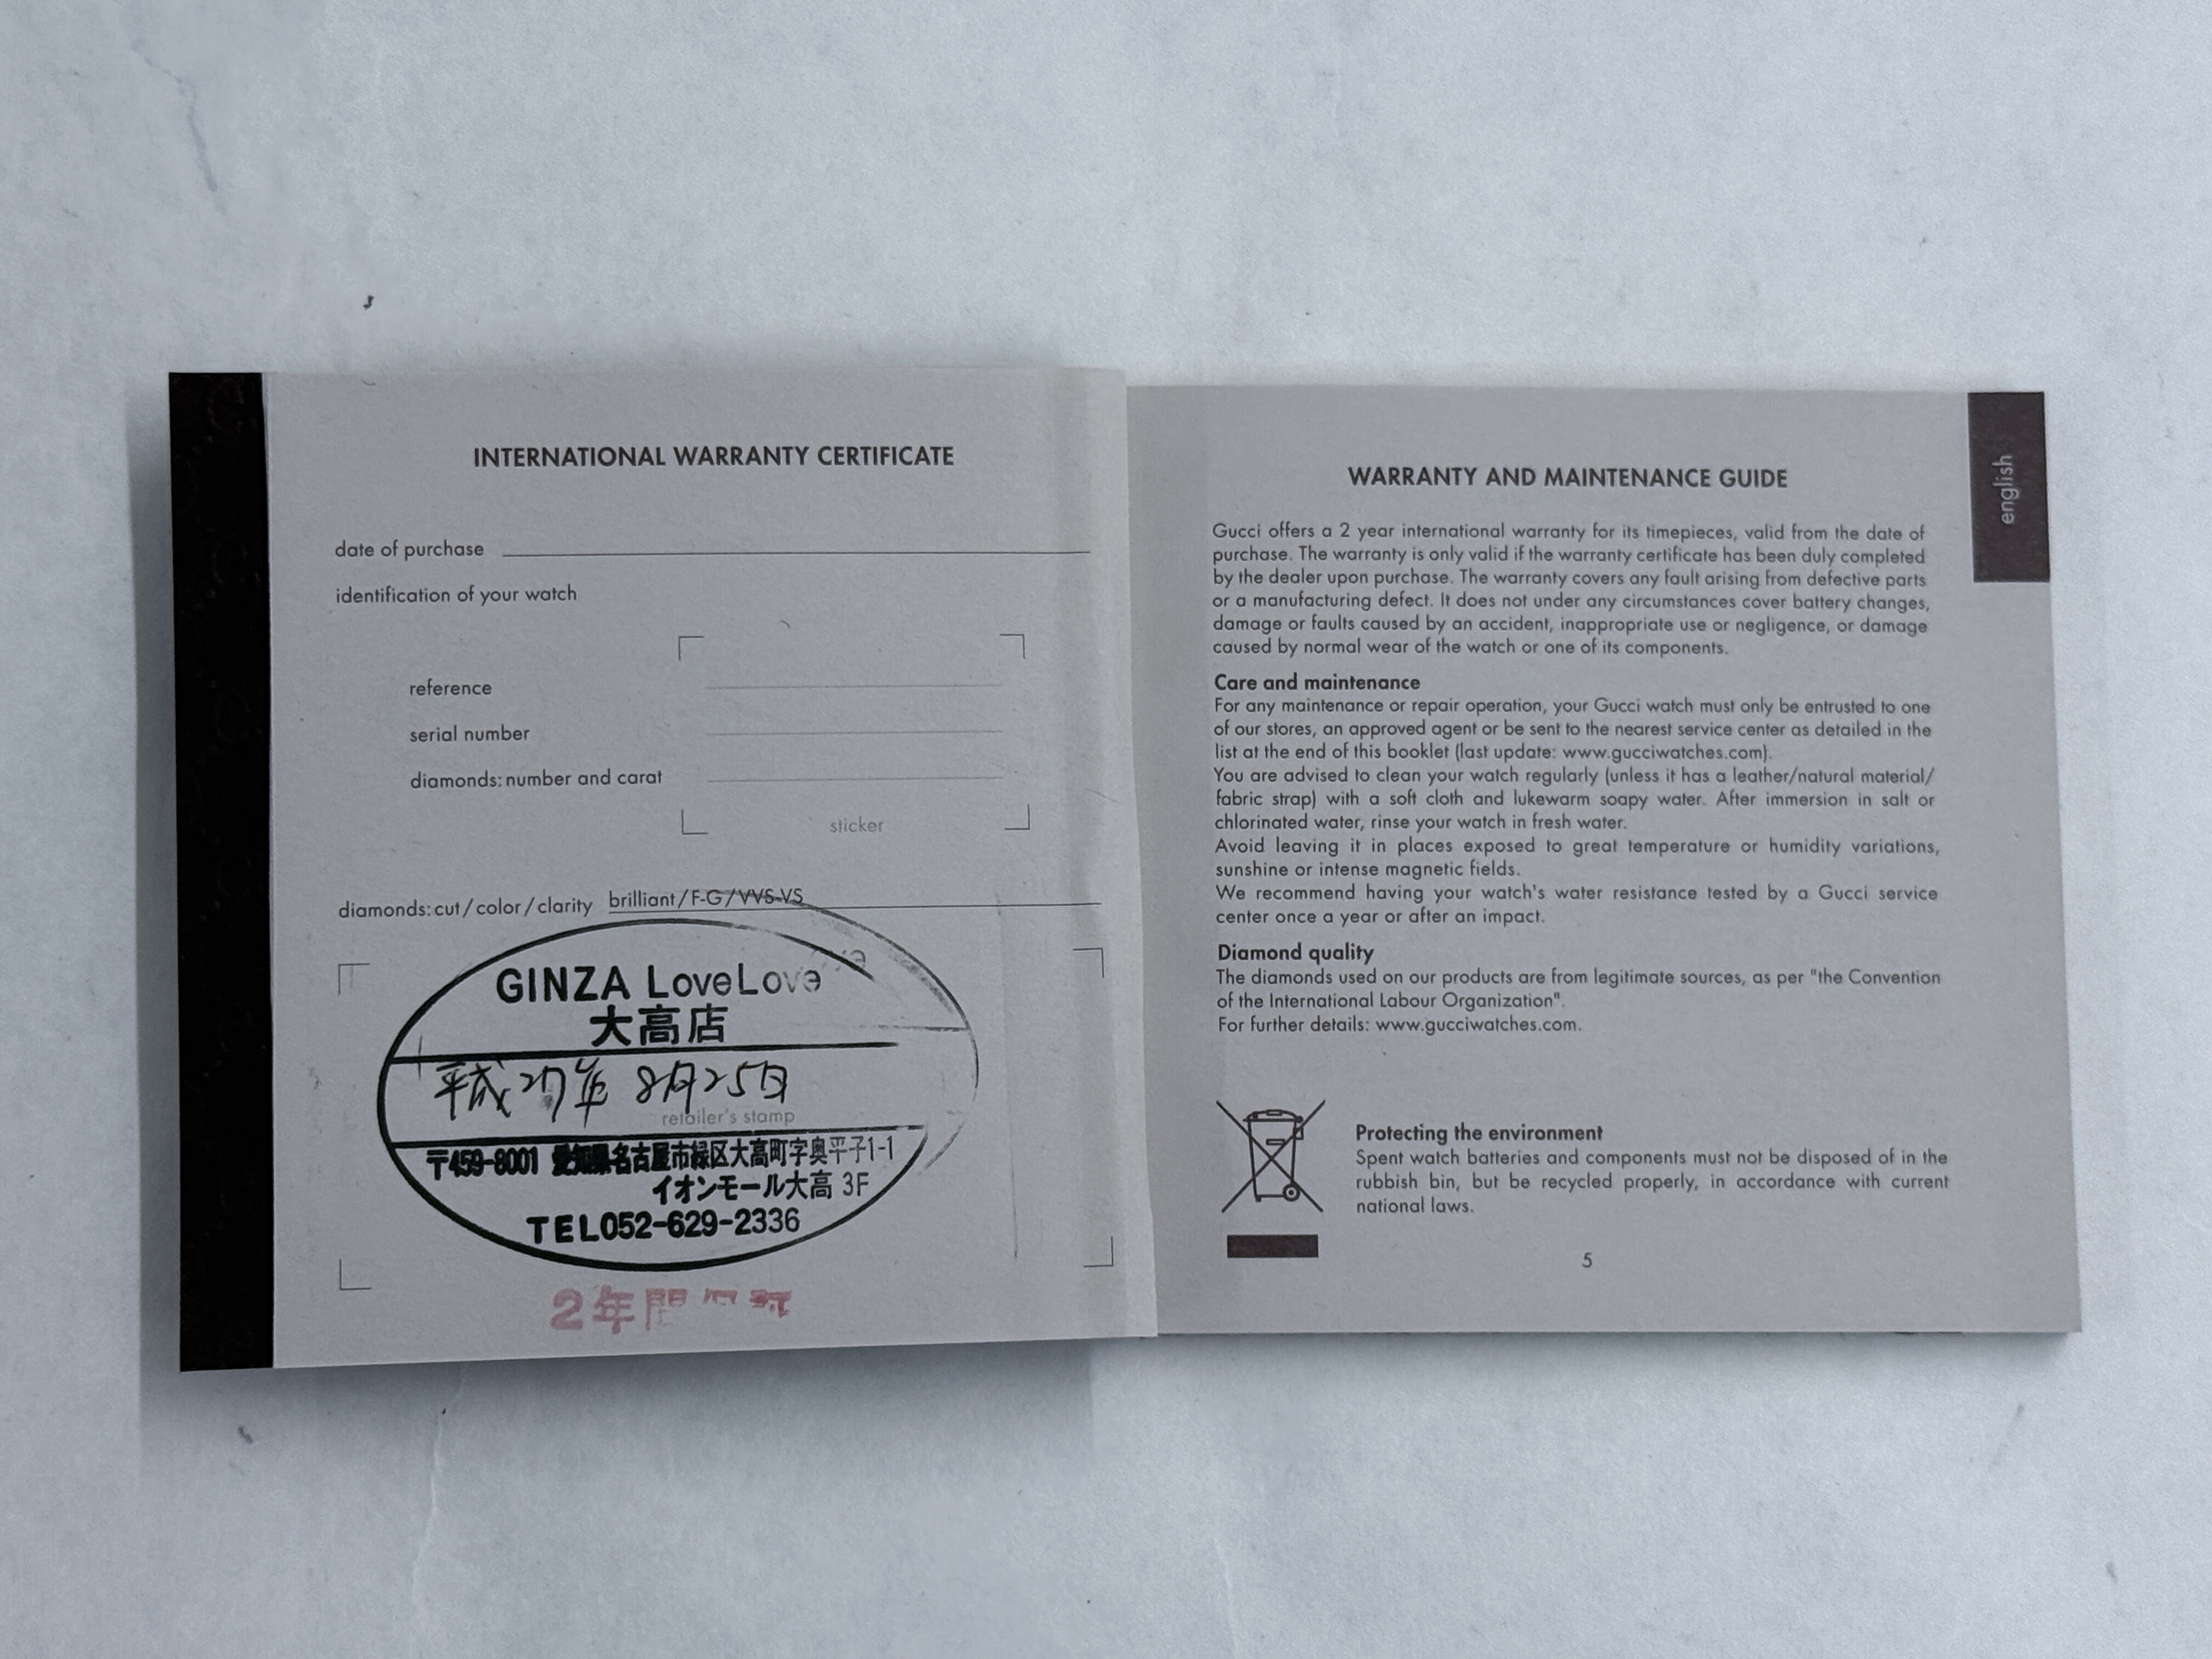 INTERNATIONAL WARRANTY CERTIFICATE
date of purchase
identification of your watch
reference
serial number
diamonds: number and carat
sticker
diamonds: cut / color / clarity brilliant / F-G / VVS-VS
GINZA LoveLove
大高店
平成27年 8月25日
retailer's stamp
〒459-8001 愛知県名古屋市緑区大高町字奥平子1-1
イオンモール大高 3F
TEL052-629-2336
2年間
WARRANTY AND MAINTENANCE GUIDE
Gucci offers a 2 year international warranty for its timepieces, valid from the date of
purchase. The warranty is only valid if the warranty certificate has been duly completed
by the dealer upon purchase. The warranty covers any fault arising from defective parts
or a manufacturing defect. It does not under any circumstances cover battery changes,
damage or faults caused by an accident, inappropriate use or negligence, or damage
caused by normal wear of the watch or one of its components.
Care and maintenance
For any maintenance or repair operation, your Gucci watch must only be entrusted to one
of our stores, an approved agent or be sent to the nearest service center as detailed in the
list at the end of this booklet (last update: www.gucciwatches.com).
You are advised to clean your watch regularly (unless it has a leather/natural material/
fabric strap) with a soft cloth and lukewarm soapy water. After immersion in salt or
chlorinated water, rinse your watch in fresh water.
Avoid leaving it in places exposed to great temperature or humidity variations,
sunshine or intense magnetic fields.
We recommend having your watch's water resistance tested by a Gucci service
center once a year or after an impact.
Diamond quality
The diamonds used on our products are from legitimate sources, as per "the Convention
of the International Labour Organization".
For further details: www.gucciwatches.com.
Protecting the environment
Spent watch batteries and components must not be disposed of in the
rubbish bin, but be recycled properly, in accordance with current
national laws.
5
english